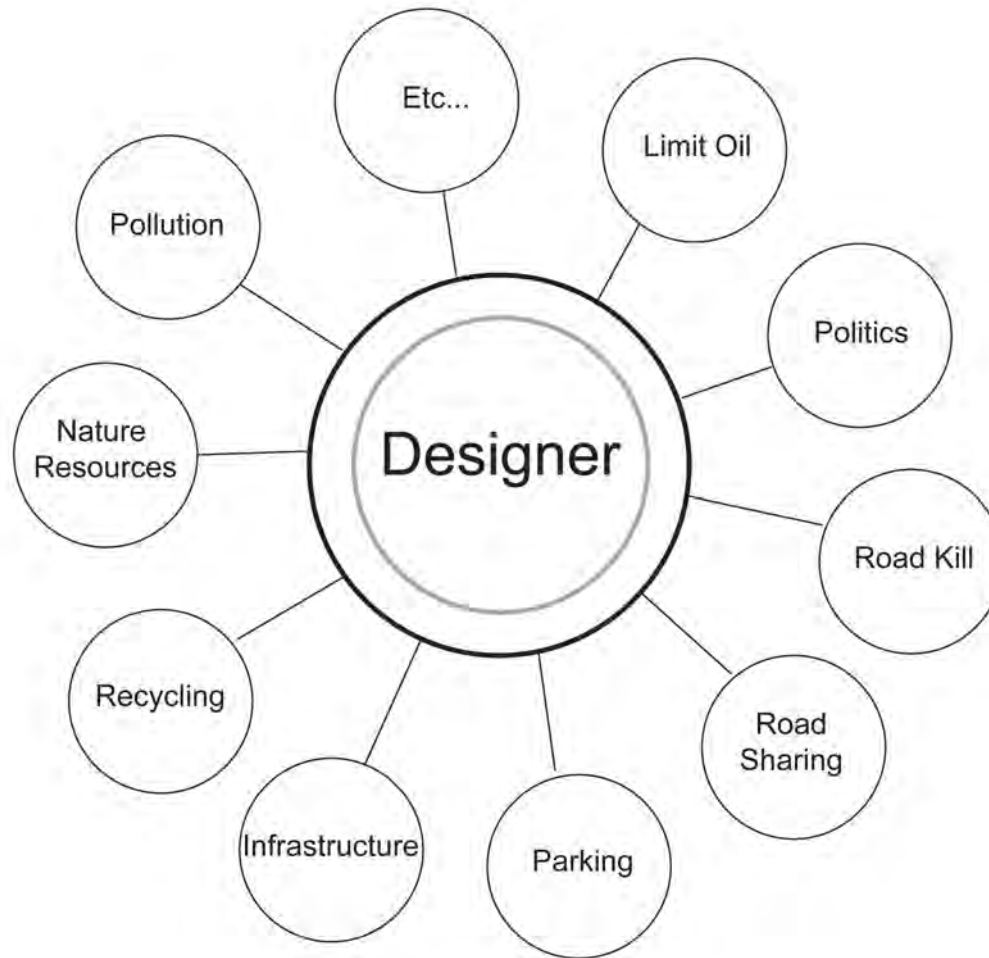 Etc...
Limit Oil
Pollution
Politics
Nature
Resources
Designer
Road Kill
Recycling
Road
Sharing
Infrastructure
Parking